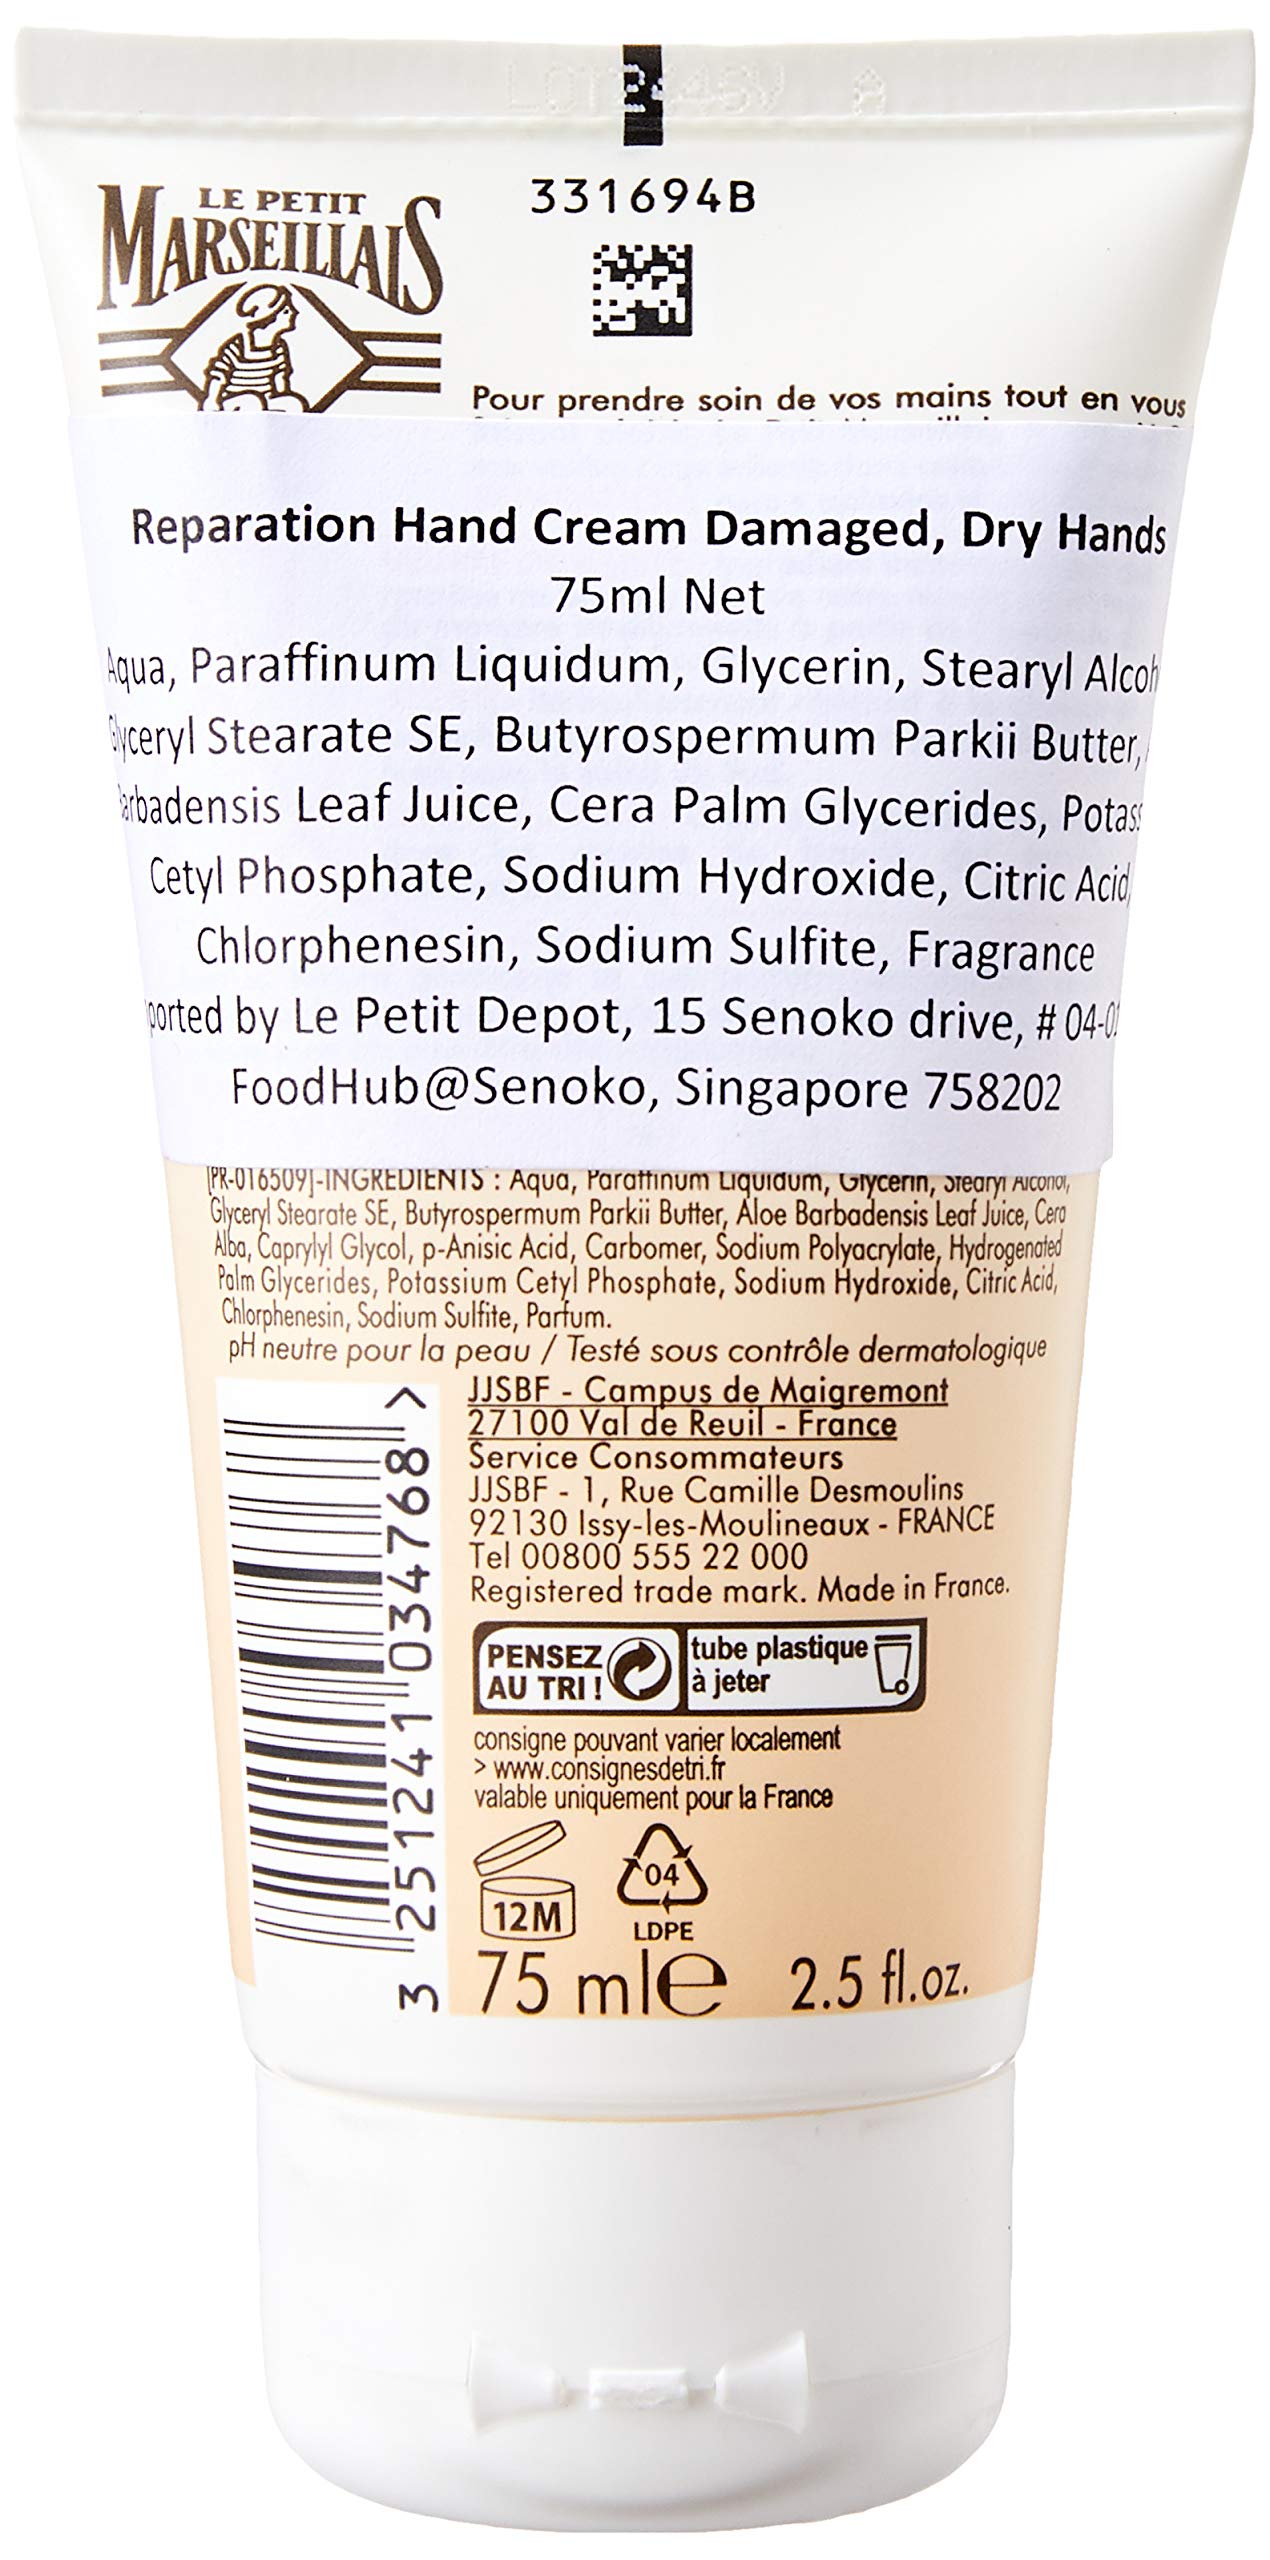 LE PETIT
MARSEILLAIS
331694B
Pour prendre soin de vos mains tout en vous
Reparation Hand Cream Damaged, Dry Hands
75ml Net
Aqua, Paraffinum Liquidum, Glycerin, Stearyl Alcoh
Glyceryl Stearate SE, Butyrospermum Parkii Butter,
arbadensis Leaf Juice, Cera Palm Glycerides, Potass
Cetyl Phosphate, Sodium Hydroxide, Citric Acid,
Chlorphenesin, Sodium Sulfite, Fragrance
ported by Le Petit Depot, 15 Senoko drive, # 04-01
FoodHub@Senoko, Singapore 758202
[PR-016509]-INGREDIENTS : Aqua, Paraffinum Liquidum, Glycerin, Stearyl Alcohol,
Glyceryl Stearate SE, Butyrospermum Parkii Butter, Aloe Barbadensis Leaf Juice, Cera
Alba, Caprylyl Glycol, p-Anisic Acid, Carbomer, Sodium Polyacrylate, Hydrogenated
Palm Glycerides, Potassium Cetyl Phosphate, Sodium Hydroxide, Citric Acid,
Chlorphenesin, Sodium Sulfite, Parfum.
pH neutre pour la peau / Testé sous contrôle dermatologique
JJSBF - Campus de Maigremont
27100 Val de Reuil - France
Service Consommateurs
JJSBF - 1, Rue Camille Desmoulins
92130 Issy-les-Moulineaux - FRANCE
Tel 00800 555 22 000
Registered trade mark. Made in France.
PENSEZ
AU TRI !
tube plastique
à jeter
consigne pouvant varier localement
> www.consignesdetri.fr
valable uniquement pour la France
12M
04
LDPE
75 ml e 2.5 fl.oz.
3 251241 034768 >